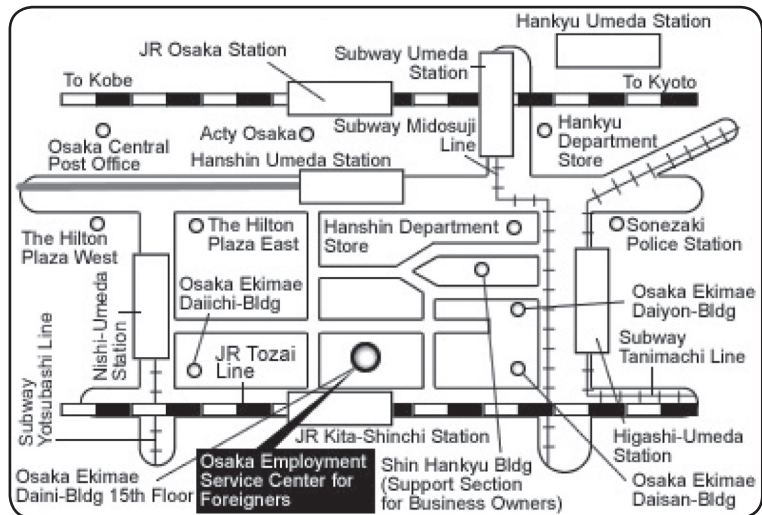 Hankyu Umeda Station
JR Osaka Station
Subway Umeda
Station
To Kobe
To Kyoto
Osaka Central
Post Office
Acty Osaka
Subway Midosuji
Line
Hankyu
Department
Store
Hanshin Umeda Station
The Hilton
Plaza West
The Hilton
Plaza East
Hanshin Department
Store
Sonezaki
Police Station
Osaka Ekimae
Daiichi-Bldg
Osaka Ekimae
Daiyon-Bldg
Nishi-Umeda
Station
JR Tozai
Line
Subway
Tanimachi Line
Subway
Yotsubashi Line
JR Kita-Shinchi Station
Higashi-Umeda
Station
Osaka Ekimae
Daini-Bldg 15th Floor
Osaka Employment
Service Center for
Foreigners
Shin Hankyu Bldg
(Support Section
for Business Owners)
Osaka Ekimae
Daisan-Bldg